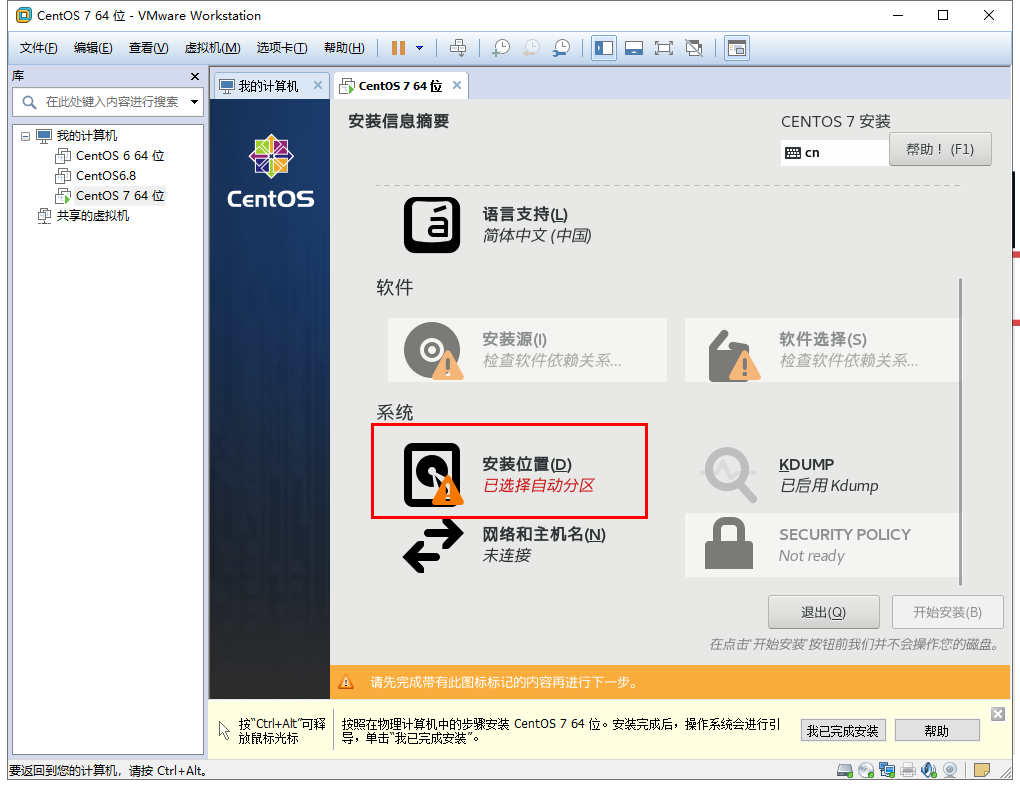 CentOS 7 64 位 - VMware Workstation
文件(F) 编辑(E) 查看(V) 虚拟机(M) 选项卡(T) 帮助(H)
库
在此处键入内容进行搜索
我的计算机
CentOS 6 64 位
CentOS6.8
CentOS 7 64 位
共享的虚拟机
我的计算机
CentOS 7 64 位
CentOS
安装信息摘要
CENTOS 7 安装
cn
帮助！(F1)
语言支持(L)
简体中文 (中国)
软件
安装源(I)
检查软件依赖关系...
软件选择(S)
检查软件依赖关系...
系统
安装位置(D)
已选择自动分区
KDUMP
已启用 Kdump
网络和主机名(N)
未连接
SECURITY POLICY
Not ready
退出(Q)
开始安装(B)
在点击“开始安装”按钮前我们并不会操作您的磁盘。
请先完成带有此图标标记的内容再进行下一步。
按“Ctrl+Alt”可释
放鼠标光标
按照在物理计算机中的步骤安装 CentOS 7 64 位。安装完成后，操作系统会进行引
导，单击“我已完成安装”。
我已完成安装
帮助
要返回到您的计算机，请按 Ctrl+Alt。